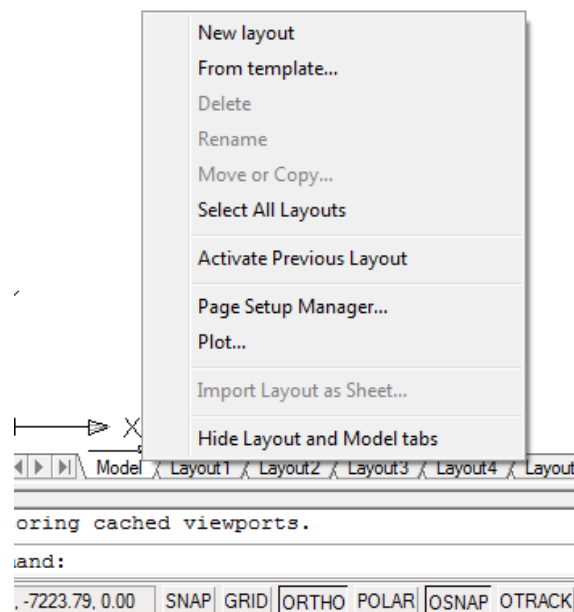 New layout
From template...
Delete
Rename
Move or Copy...
Select All Layouts
Activate Previous Layout
Page Setup Manager...
Plot...
Import Layout as Sheet...
Hide Layout and Model tabs
X
Model Layout1 Layout2 Layout3 Layout4 Layout
oring cached viewports.
and:
, -7223.79, 0.00 SNAP GRID ORTHO POLAR OSNAP OTRACK